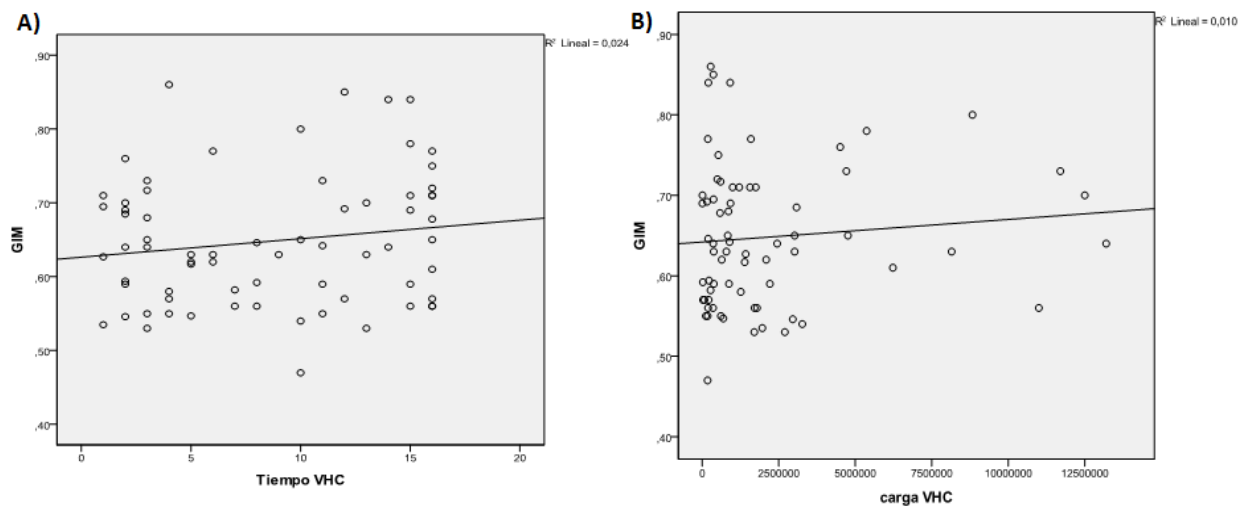 A)
R² Lineal = 0,024
GIM
,90
,80
,70
,60
,50
,40
0
5
10
15
20
Tiempo VHC
B)
R² Lineal = 0,010
GIM
,90
,80
,70
,60
,50
,40
0
2500000
5000000
7500000
10000000
12500000
carga VHC